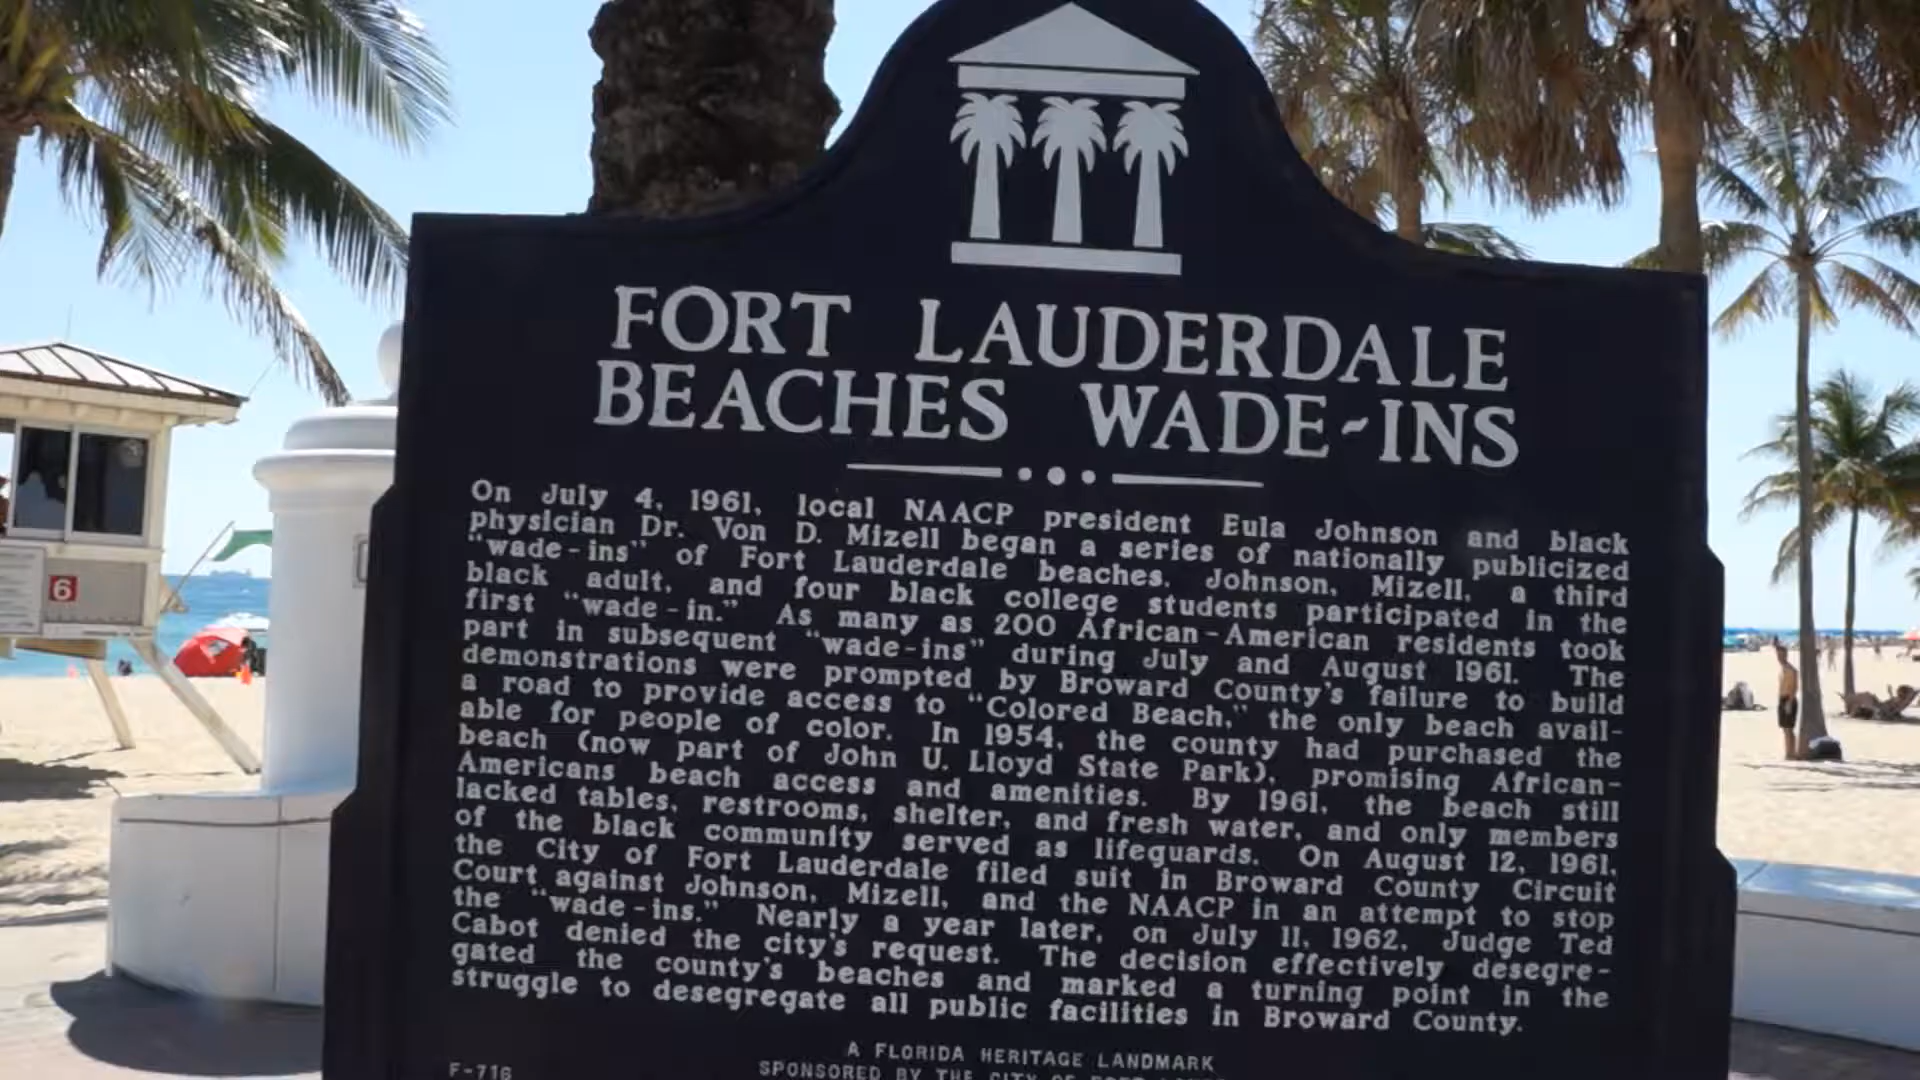 FORT LAUDERDALE
BEACHES WADE-INS
On July 4, 1961, local NAACP president Eula Johnson and black
physician Dr. Von D. Mizell began a series of nationally publicized
"wade-ins" of Fort Lauderdale beaches. Johnson, Mizell, a third
black adult, and four black college students participated in the
first "wade-in." As many as 200 African-American residents took
part in subsequent "wade-ins" during July and August 1961. The
demonstrations were prompted by Broward County's failure to build
a road to provide access to "Colored Beach," the only beach avail-
able for people of color. In 1954, the county had purchased the
beach (now part of John U. Lloyd State Park), promising African-
Americans beach access and amenities. By 1961, the beach still
lacked tables, restrooms, shelter, and fresh water, and only members
of the black community served as lifeguards. On August 12, 1961,
the City of Fort Lauderdale filed suit in Broward County Circuit
Court against Johnson, Mizell, and the NAACP in an attempt to stop
the "wade-ins." Nearly a year later, on July 11, 1962, Judge Ted
Cabot denied the city's request. The decision effectively desegre-
gated the county's beaches and marked a turning point in the
struggle to desegregate all public facilities in Broward County.
A FLORIDA HERITAGE LANDMARK
F-716 SPONSORED BY THE CITY OF FORT
6